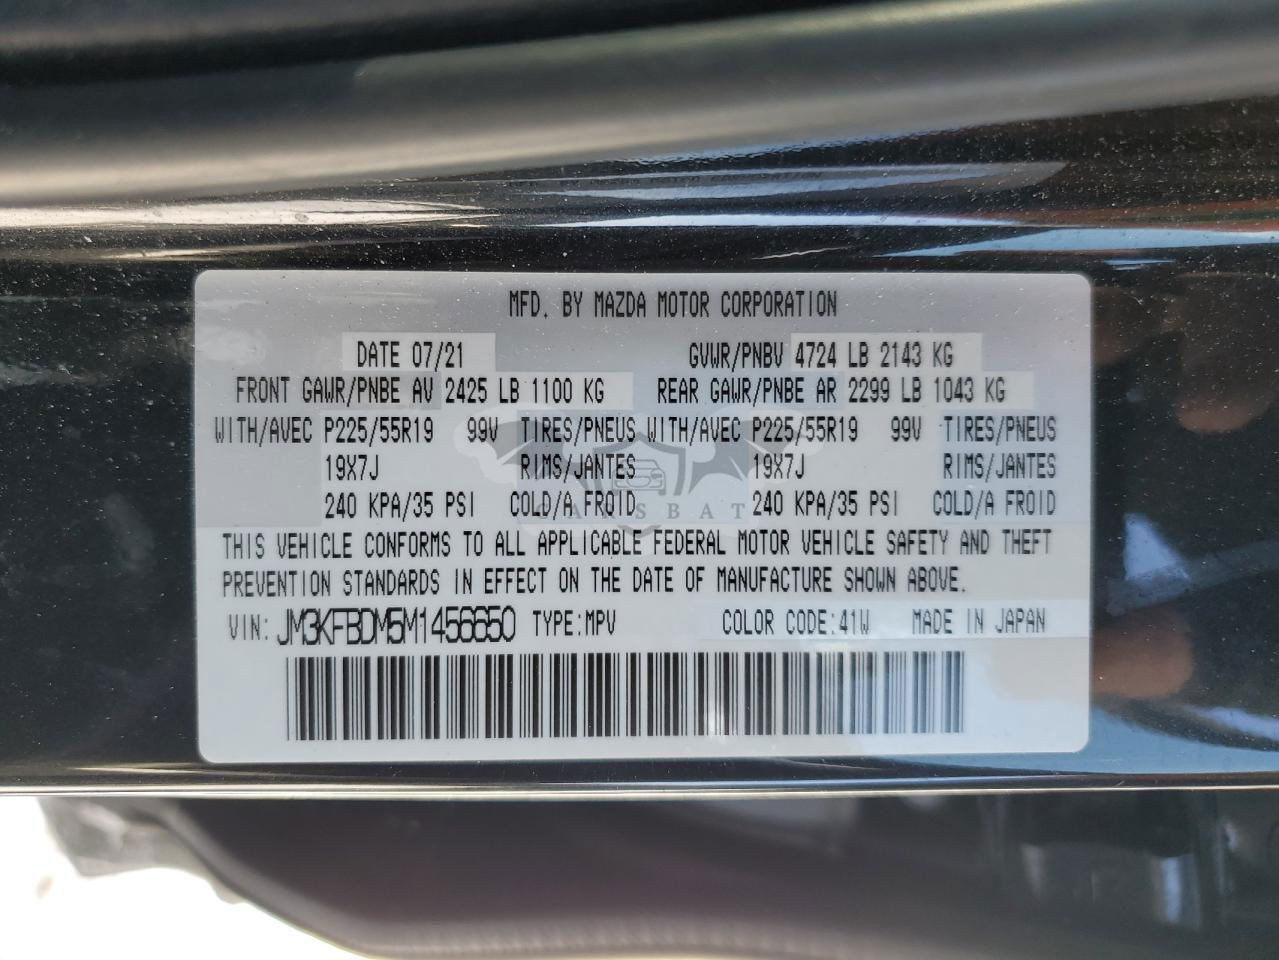 MFD. BY MAZDA MOTOR CORPORATION
DATE 07/21 GVWR/PNBV 4724 LB 2143 KG
FRONT GAWR/PNBE AV 2425 LB 1100 KG REAR GAWR/PNBE AR 2299 LB 1043 KG
WITH/AVEC P225/55R19 99V TIRES/PNEUS WITH/AVEC P225/55R19 99V TIRES/PNEUS
19X7J RIMS/JANTES 19X7J RIMS/JANTES
240 KPA/35 PSI COLD/A FROID 240 KPA/35 PSI COLD/A FROID
CARSBAT
THIS VEHICLE CONFORMS TO ALL APPLICABLE FEDERAL MOTOR VEHICLE SAFETY AND THEFT
PREVENTION STANDARDS IN EFFECT ON THE DATE OF MANUFACTURE SHOWN ABOVE.
VIN: JM3KFBDM5M1456650 TYPE:MPV COLOR CODE:41W MADE IN JAPAN